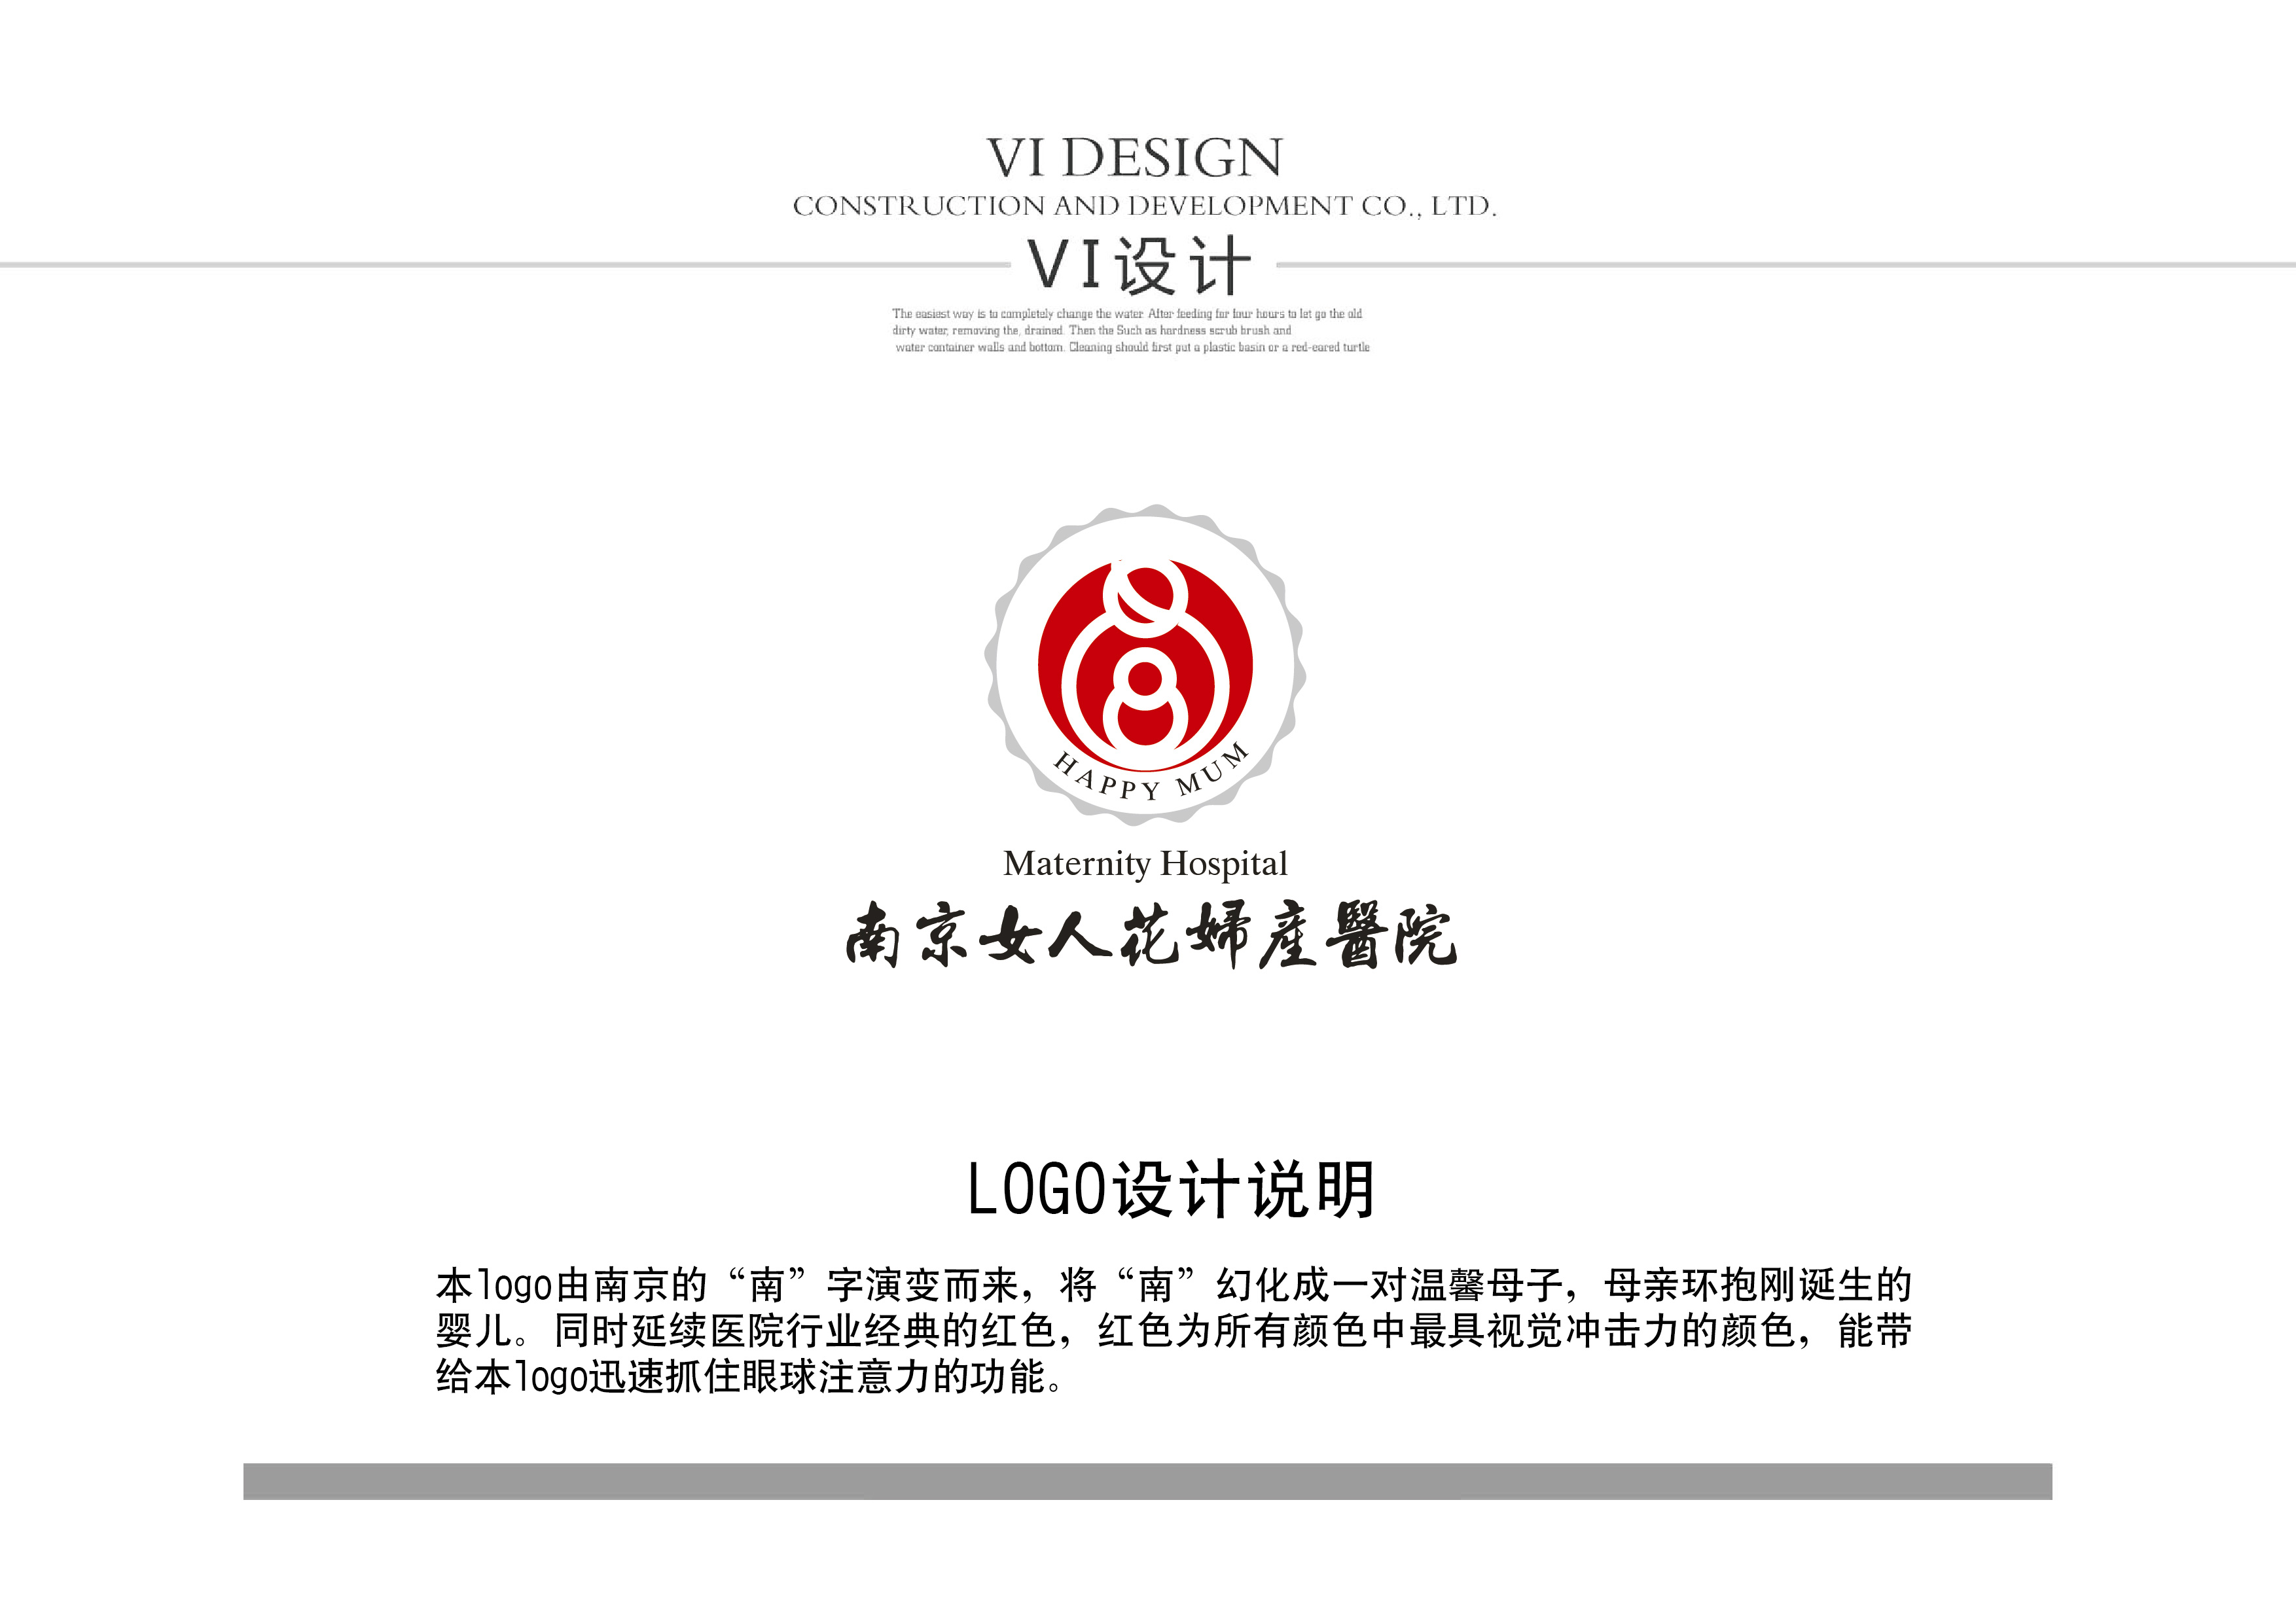 VI DESIGN
CONSTRUCTION AND DEVELOPMENT CO., LTD.
VI设计
The easiest way is to completely change the water. After feeding for four hours to let go the old
dirty water, removing the, drained. Then the Such as hardness scrub brush and
water container walls and bottom. Cleaning should first put a plastic basin or a red-eared turtle
HAPPY MUM
Maternity Hospital
南京女人花婦産醫院
LOGO设计说明
本logo由南京的“南”字演变而来，将“南”幻化成一对温馨母子，母亲环抱刚诞生的
婴儿。同时延续医院行业经典的红色，红色为所有颜色中最具视觉冲击力的颜色，能带
给本logo迅速抓住眼球注意力的功能。